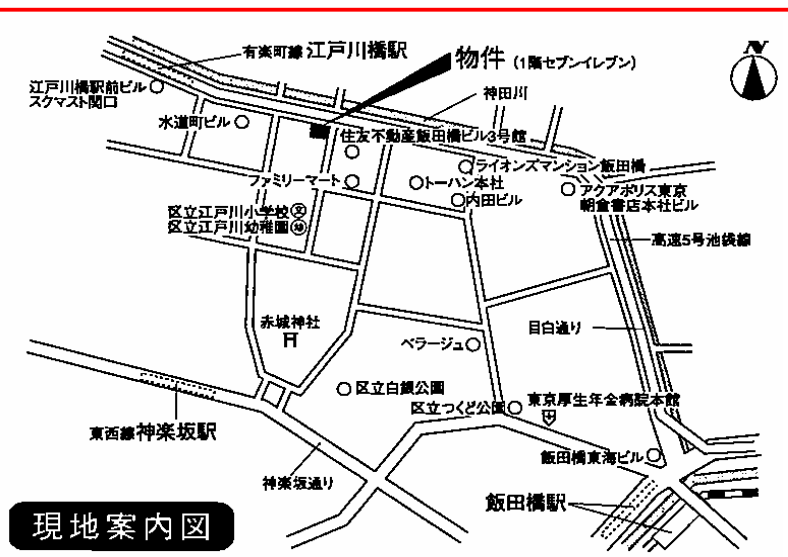 有楽町線 江戸川橋駅
物件 (1階セブンイレブン)
N
江戸川橋駅前ビル
スクマスト関口
神田川
水道町ビル
住友不動産飯田橋ビル3号館
ライオンズマンション飯田橋
ファミリーマート
トーハン本社
アクアポリス東京
朝倉書店本社ビル
内田ビル
区立江戸川小学校 文
区立江戸川幼稚園 幼
高速5号池袋線
赤城神社
目白通り
ベラージュ
区立白銀公園
区立つくど公園
東京厚生年金病院本館
東西線 神楽坂駅
飯田橋東海ビル
神楽坂通り
飯田橋駅
現地案内図